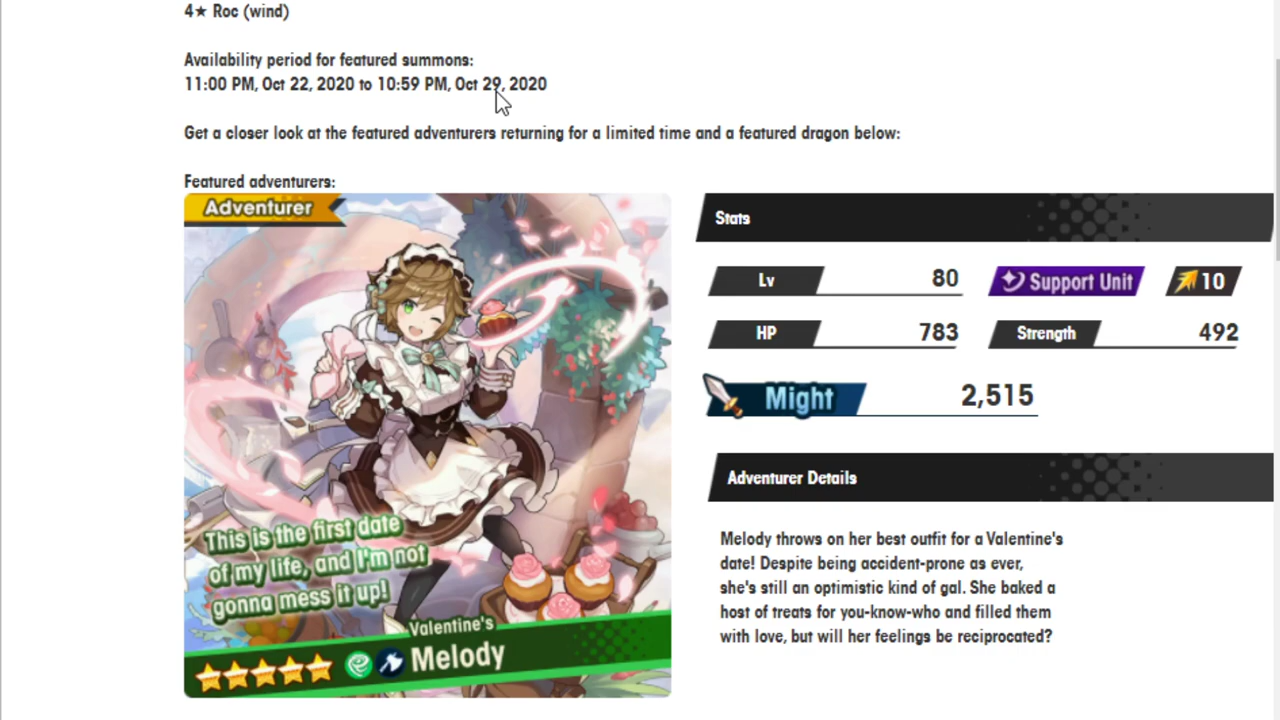 4★ Roc (wind)
Availability period for featured summons:
11:00 PM, Oct 22, 2020 to 10:59 PM, Oct 29, 2020
Get a closer look at the featured adventurers returning for a limited time and a featured dragon below:
Featured adventurers:
Adventurer
This is the first date
of my life, and I'm not
gonna mess it up!
Valentine's
Melody
Stats
Lv 80
Support Unit 10
HP 783
Strength 492
Might 2,515
Adventurer Details
Melody throws on her best outfit for a Valentine's
date! Despite being accident-prone as ever,
she's still an optimistic kind of gal. She baked a
host of treats for you-know-who and filled them
with love, but will her feelings be reciprocated?